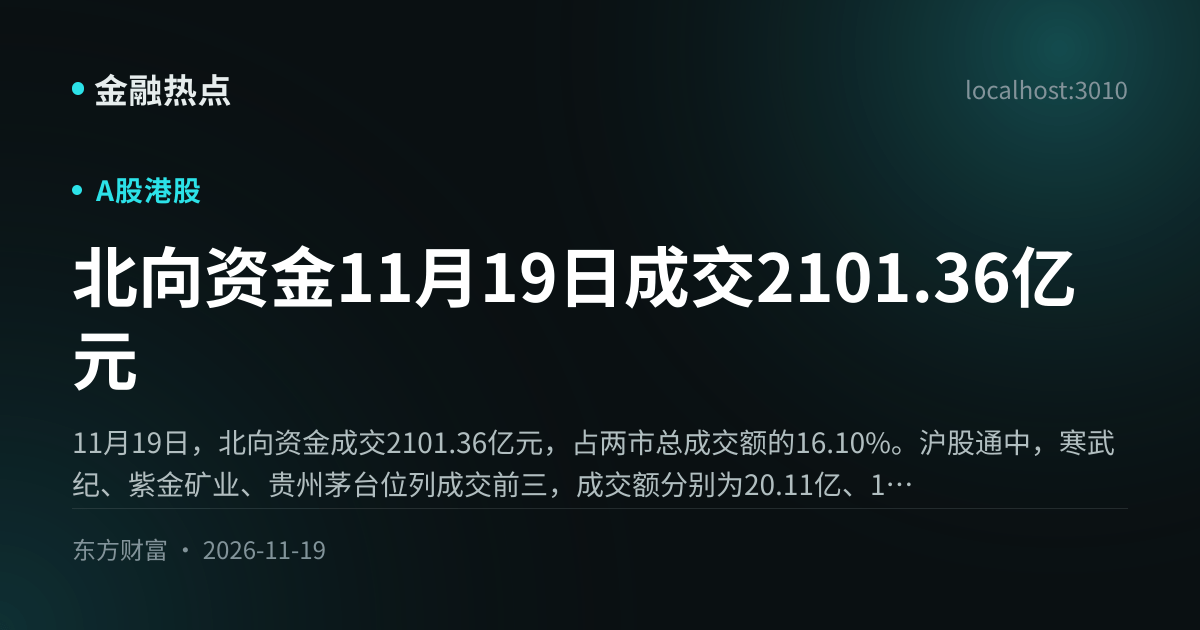 金融热点
localhost:3010
A股港股
北向资金11月19日成交2101.36亿
元
11月19日，北向资金成交2101.36亿元，占两市总成交额的16.10%。沪股通中，寒武
纪、紫金矿业、贵州茅台位列成交前三，成交额分别为20.11亿、1…
东方财富 • 2026-11-19